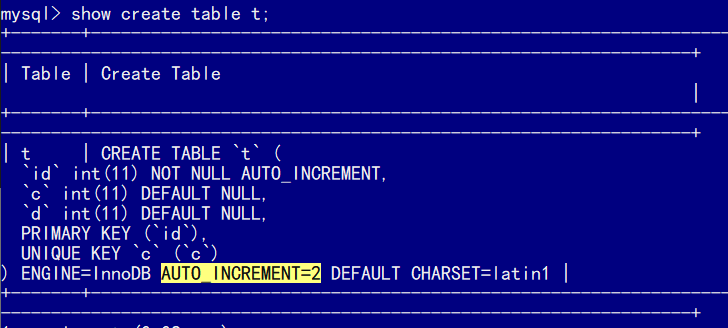 mysql> show create table t;
+-------+--------------------------------------------------------------------------------
-------------------------------------------------------------------+
| Table | Create Table
|
+-------+--------------------------------------------------------------------------------
-------------------------------------------------------------------+
| t     | CREATE TABLE `t` (
  `id` int(11) NOT NULL AUTO_INCREMENT,
  `c` int(11) DEFAULT NULL,
  `d` int(11) DEFAULT NULL,
  PRIMARY KEY (`id`),
  UNIQUE KEY `c` (`c`)
) ENGINE=InnoDB AUTO_INCREMENT=2 DEFAULT CHARSET=latin1 |
+-------+--------------------------------------------------------------------------------
-------------------------------------------------------------------+